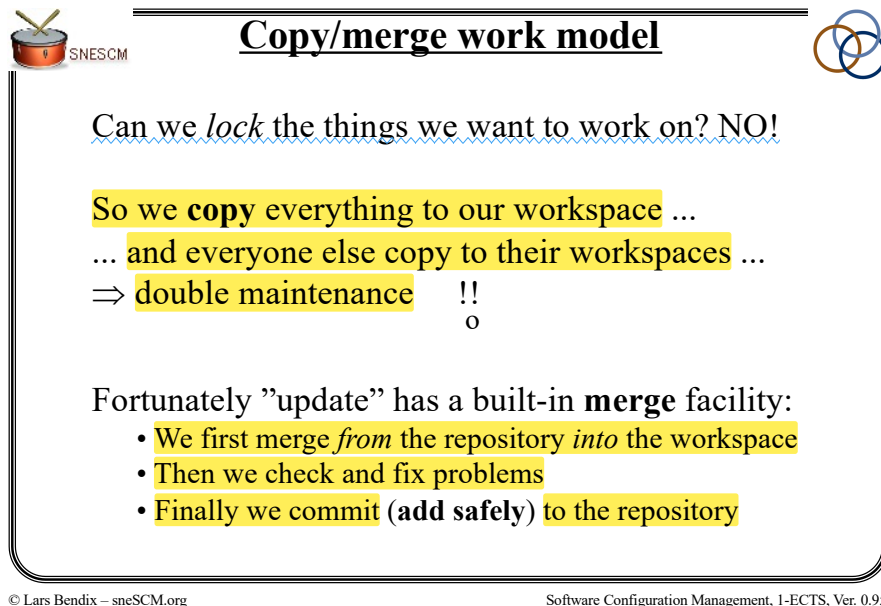 SNESCM
Copy/merge work model
Can we lock the things we want to work on? NO!
So we copy everything to our workspace ...
... and everyone else copy to their workspaces ...
⇒ double maintenance !!
o
Fortunately ”update” has a built-in merge facility:
• We first merge from the repository into the workspace
• Then we check and fix problems
• Finally we commit (add safely) to the repository
© Lars Bendix – sneSCM.org
Software Configuration Management, 1-ECTS, Ver. 0.9